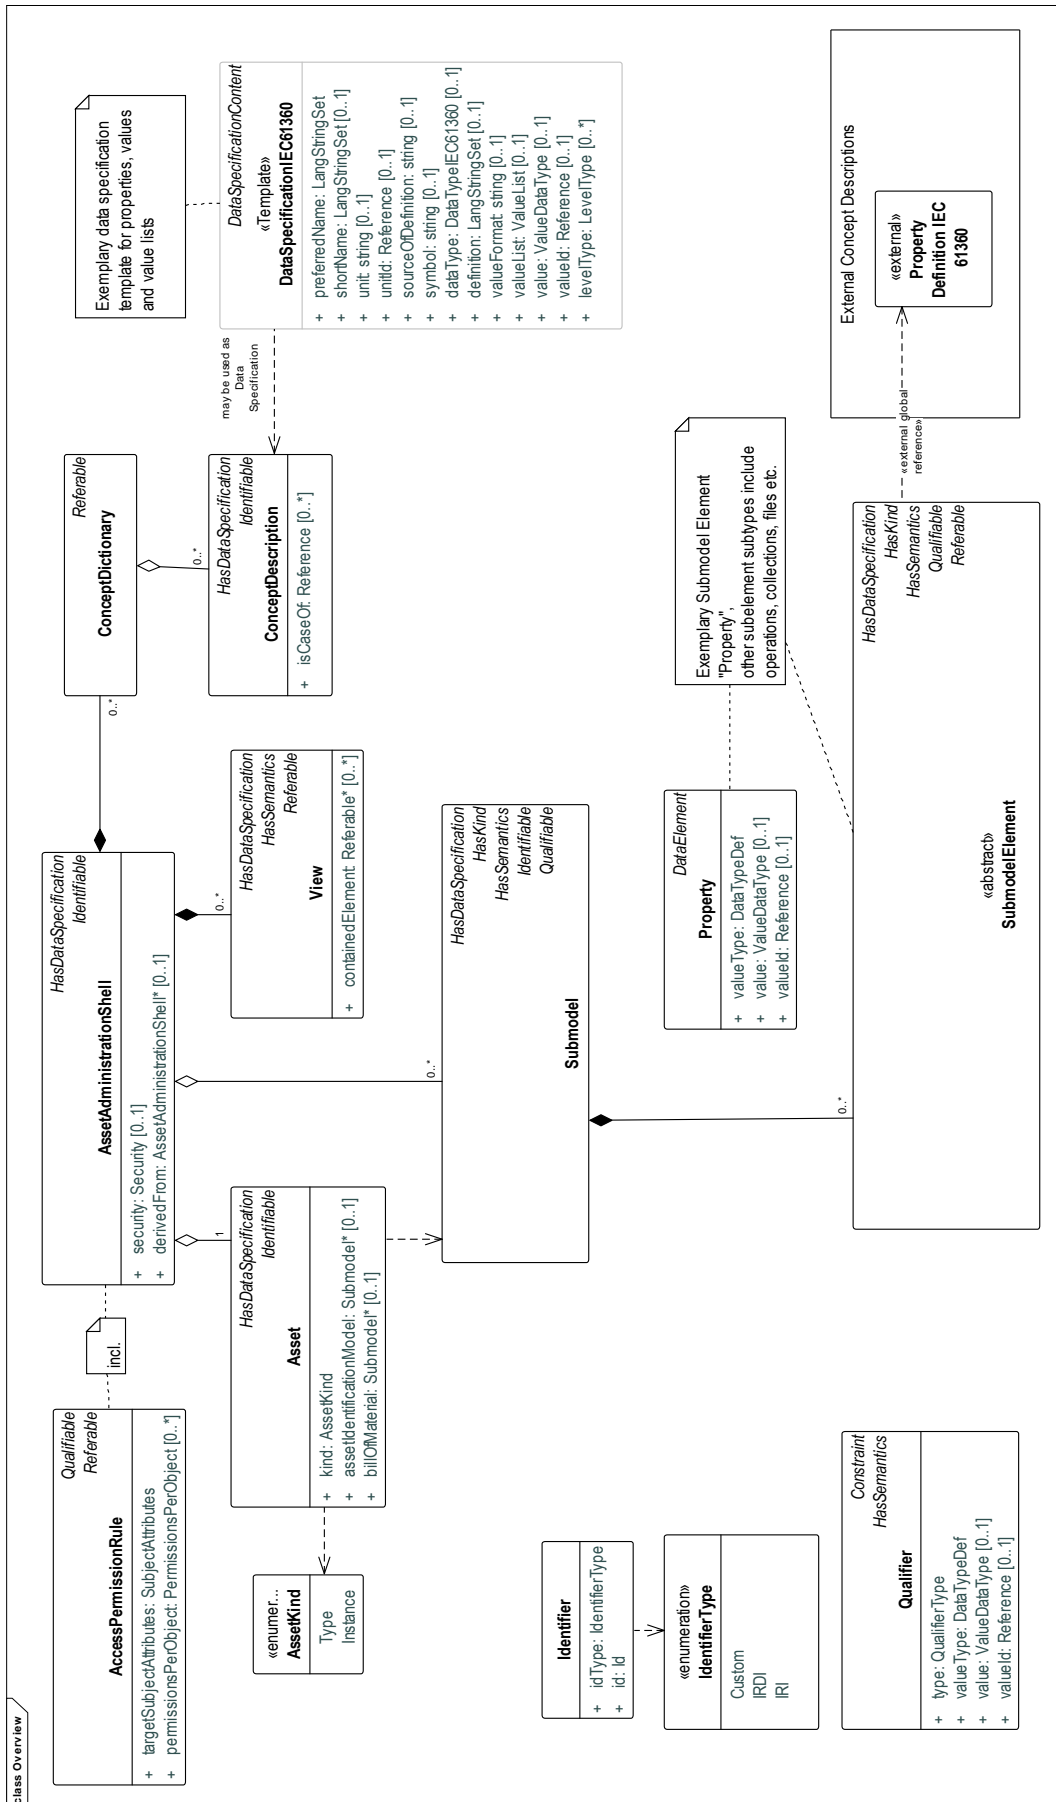 class Overview
Qualifiable
Referable
AccessPermissionRule
+ targetSubjectAttributes: SubjectAttributes
+ permissionsPerObject: PermissionsPerObject [0..*]
incl.
HasDataSpecification
Identifiable
AssetAdministrationShell
+ security: Security [0..1]
+ derivedFrom: AssetAdministrationShell* [0..1]
0..*
Referable
ConceptDictionary
0..*
Exemplary data specification
template for properties, values
and value lists
«enumer...
AssetKind
Type
Instance
HasDataSpecification
Identifiable
Asset
+ kind: AssetKind
+ assetIdentificationModel: Submodel* [0..1]
+ billOfMaterial: Submodel* [0..1]
1
HasDataSpecification
HasSemantics
Referable
View
+ containedElement: Referable* [0..*]
0..*
HasDataSpecification
Identifiable
ConceptDescription
+ isCaseOf: Reference [0..*]
may be used as
Data
Specification
DataSpecificationContent
«Template»
DataSpecificationIEC61360
+ preferredName: LangStringSet
+ shortName: LangStringSet [0..1]
+ unit: string [0..1]
+ unitId: Reference [0..1]
+ sourceOfDefinition: string [0..1]
+ symbol: string [0..1]
+ dataType: DataTypeIEC61360 [0..1]
+ definition: LangStringSet [0..1]
+ valueFormat: string [0..1]
+ valueList: ValueList [0..1]
+ value: ValueDataType [0..1]
+ valueId: Reference [0..1]
+ levelType: LevelType [0..*]
0..*
HasDataSpecification
HasKind
HasSemantics
Identifiable
Qualifiable
Submodel
Identifier
+ idType: IdentifierType
+ id: Id
«enumeration»
IdentifierType
Custom
IRDI
IRI
DataElement
Property
+ valueType: DataTypeDef
+ value: ValueDataType [0..1]
+ valueId: Reference [0..1]
Exemplary Submodel Element
"Property",
other subelement subtypes include
operations, collections, files etc.
Constraint
HasSemantics
Qualifier
+ type: QualifierType
+ valueType: DataTypeDef
+ value: ValueDataType [0..1]
+ valueId: Reference [0..1]
0..*
HasDataSpecification
HasKind
HasSemantics
Qualifiable
Referable
«abstract»
SubmodelElement
«external global
reference»
External Concept Descriptions
«external»
Property
Definition IEC
61360